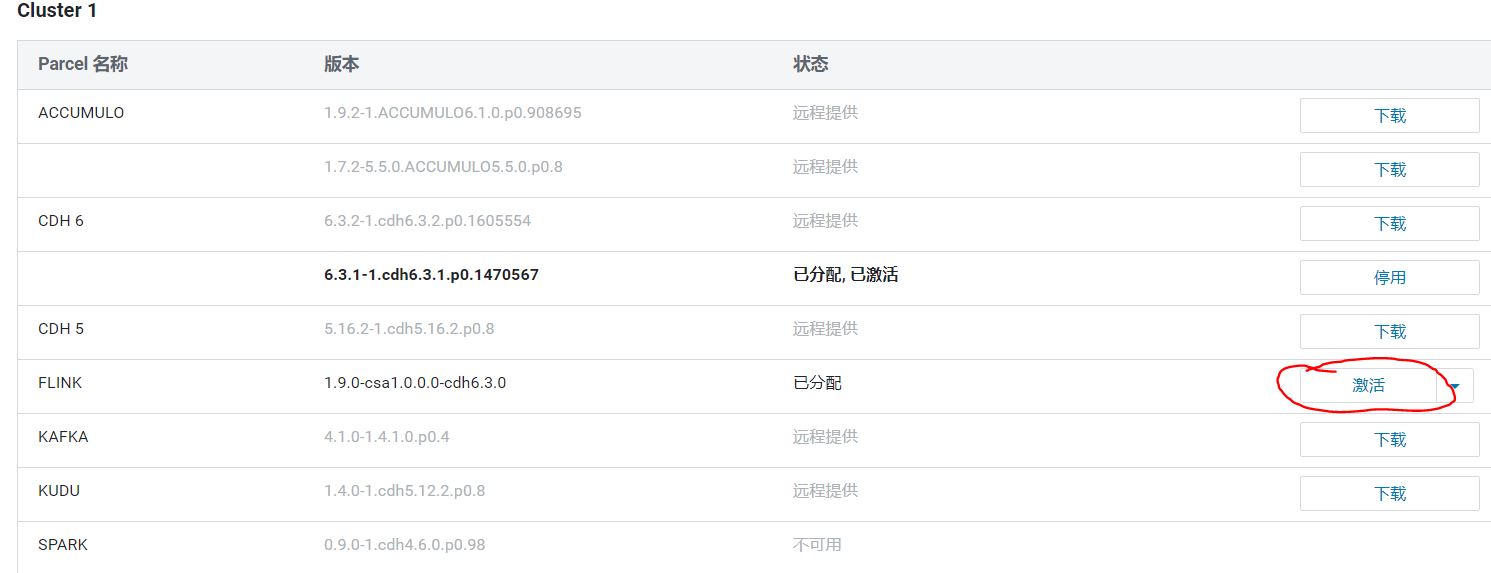 Cluster 1
Parcel 名称 版本 状态
ACCUMULO 1.9.2-1.ACCUMULO6.1.0.p0.908695 远程提供 下载
1.7.2-5.5.0.ACCUMULO5.5.0.p0.8 远程提供 下载
CDH 6 6.3.2-1.cdh6.3.2.p0.1605554 远程提供 下载
6.3.1-1.cdh6.3.1.p0.1470567 已分配, 已激活 停用
CDH 5 5.16.2-1.cdh5.16.2.p0.8 远程提供 下载
FLINK 1.9.0-csa1.0.0.0-cdh6.3.0 已分配 激活
KAFKA 4.1.0-1.4.1.0.p0.4 远程提供 下载
KUDU 1.4.0-1.cdh5.12.2.p0.8 远程提供 下载
SPARK 0.9.0-1.cdh4.6.0.p0.98 不可用